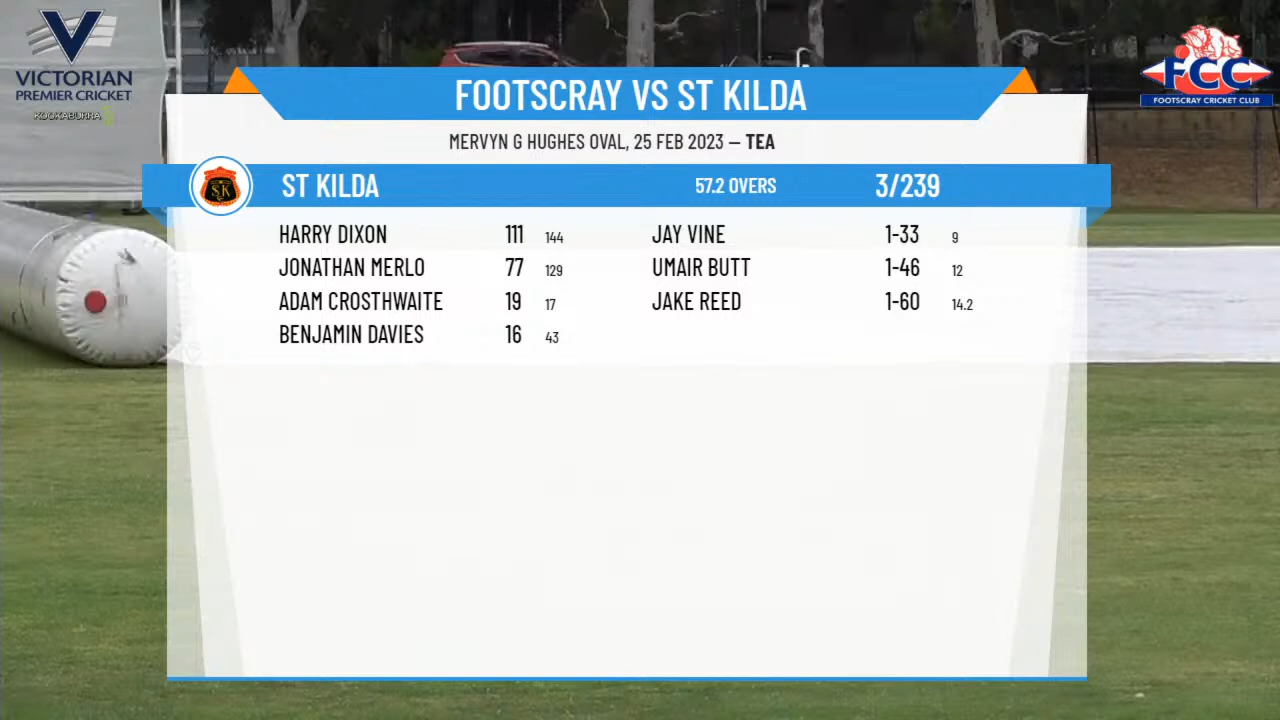 VICTORIAN
PREMIER CRICKET
KOOKABURRA
FCC
FOOTSCRAY CRICKET CLUB
FOOTSCRAY VS ST KILDA
MERVYN G HUGHES OVAL, 25 FEB 2023 – TEA
SK
ST KILDA 57.2 OVERS 3/239
HARRY DIXON 111 144 JAY VINE 1-33 9
JONATHAN MERLO 77 129 UMAIR BUTT 1-46 12
ADAM CROSTHWAITE 19 17 JAKE REED 1-60 14.2
BENJAMIN DAVIES 16 43